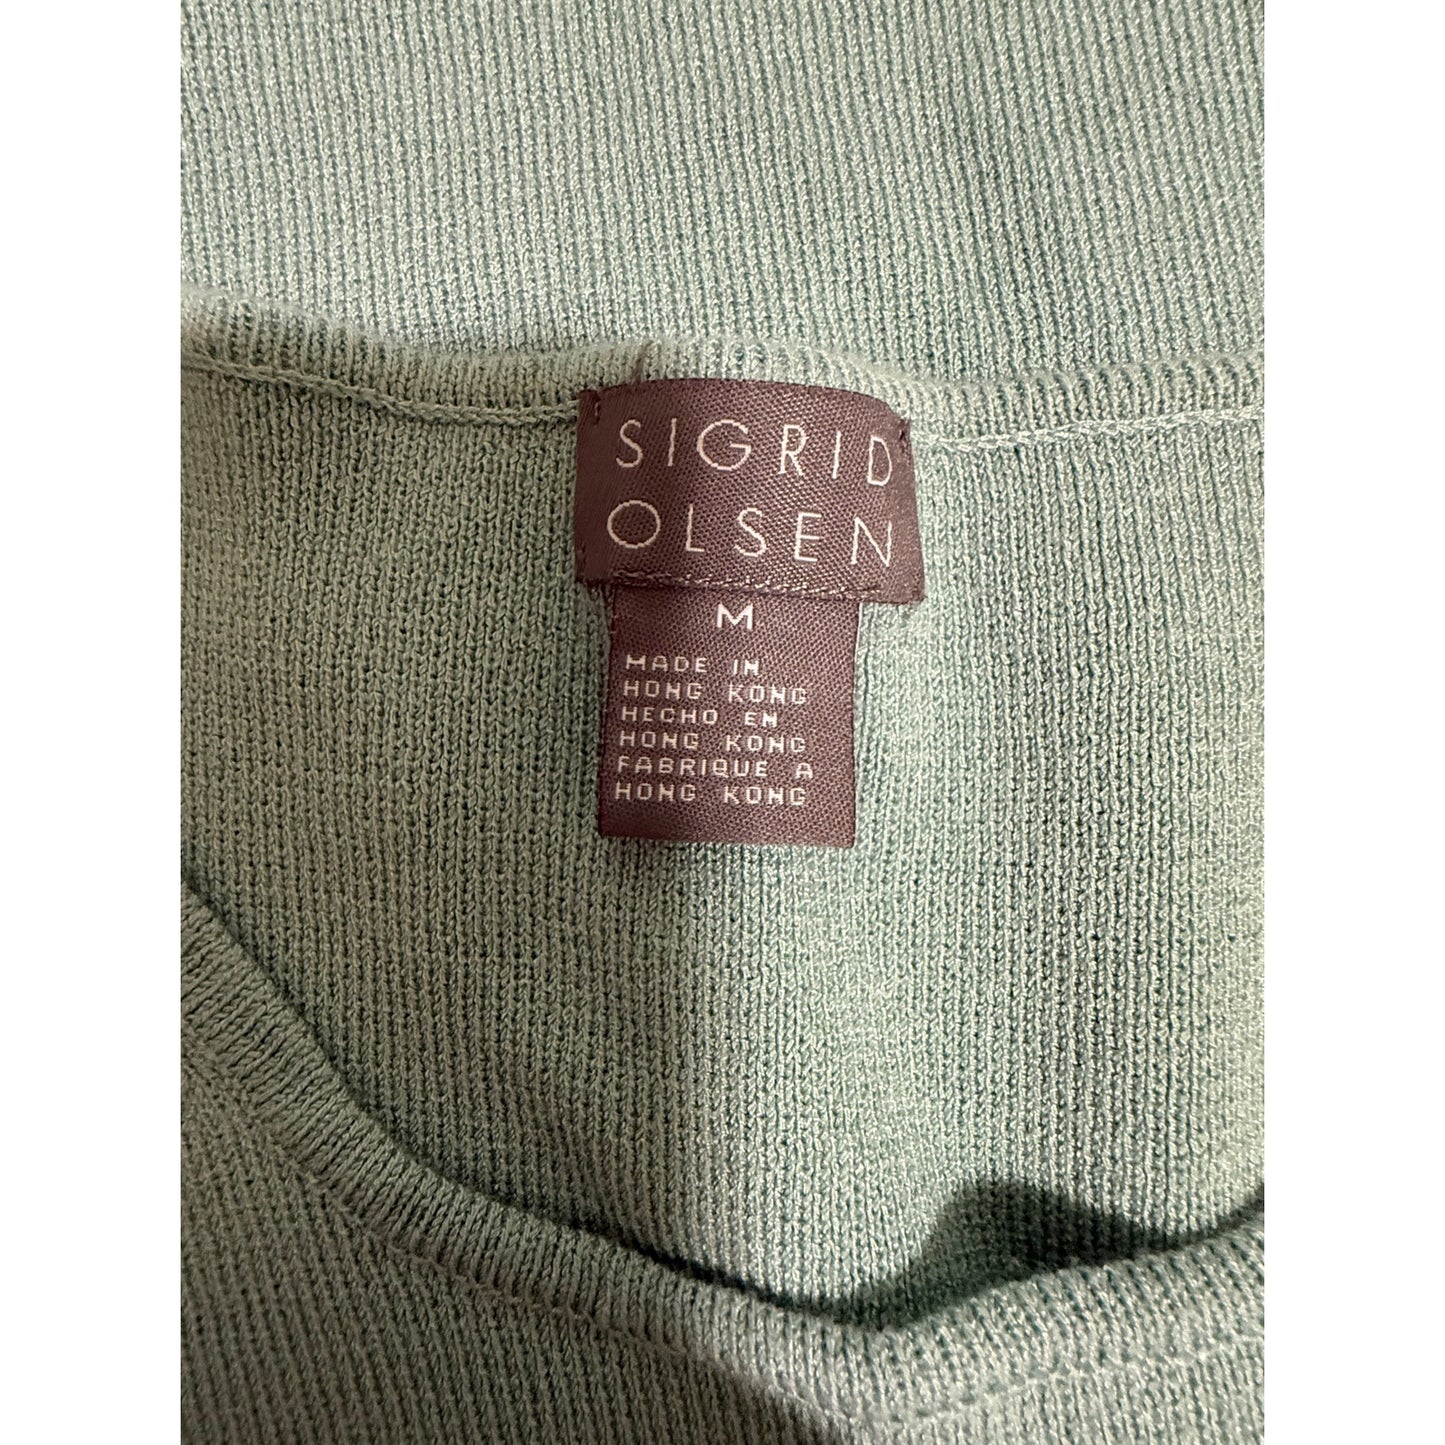 SIGRID
OLSEN
M
MADE IN
HONG KONG
HECHO EN
HONG KONG
FABRIQUE A
HONG KONG